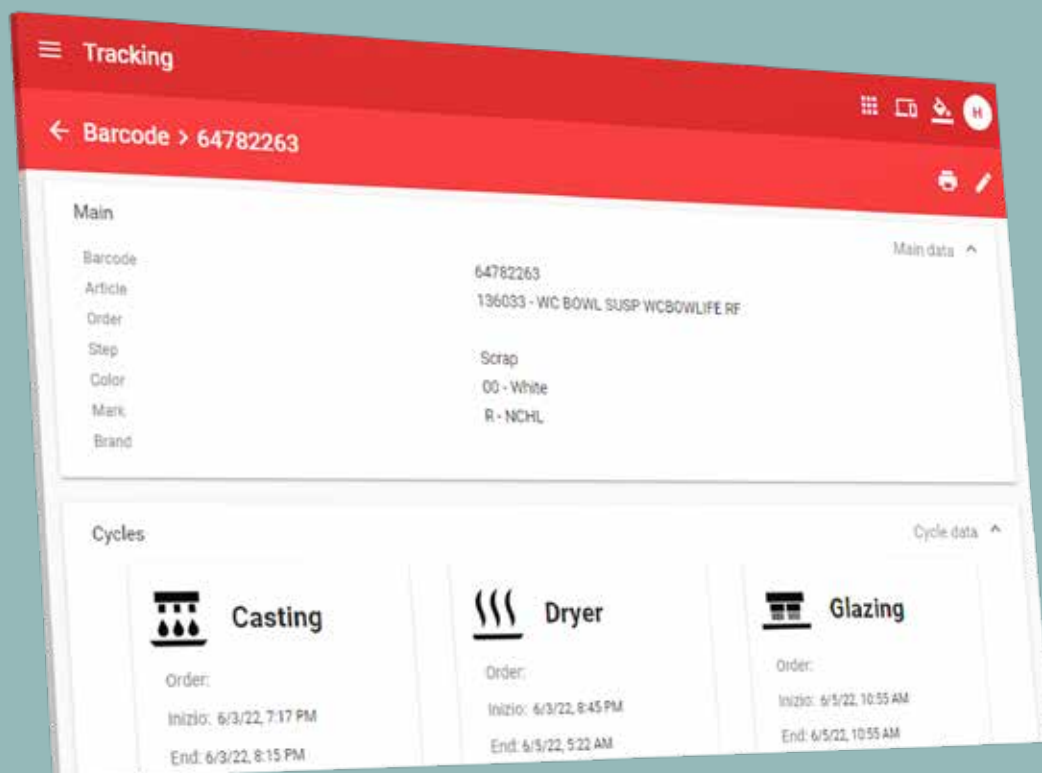 Tracking
H
Barcode > 64782263
Main
Main data
Barcode 64782263
Article 136033 - WC BOWL SUSP WCBOWLIFE RF
Order
Step Scrap
Color 00 - White
Mark R - NCHL
Brand
Cycles
Cycle data
Casting
Order:
Inizio: 6/3/22, 7:17 PM
End: 6/3/22, 8:15 PM
Dryer
Order:
Inizio: 6/3/22, 8:45 PM
End: 6/5/22, 5:22 AM
Glazing
Order:
Inizio: 6/5/22, 10:55 AM
End: 6/5/22, 10:55 AM